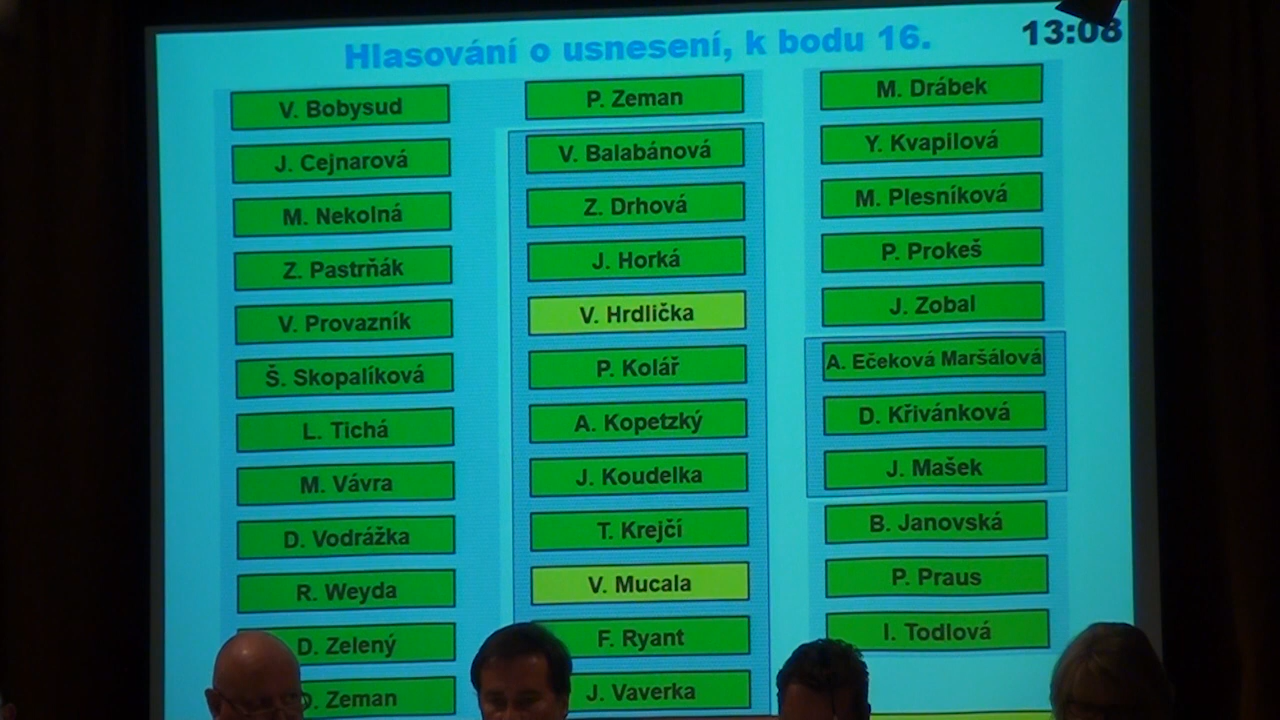 Hlasování o usnesení, k bodu 16.
13:08
V. Bobysud
J. Cejnarová
M. Nekolná
Z. Pastrňák
V. Provazník
Š. Skopalíková
L. Tichá
M. Vávra
D. Vodrážka
R. Weyda
D. Zelený
Zeman
P. Zeman
V. Balabánová
Z. Drhová
J. Horká
V. Hrdlička
P. Kolář
A. Kopetzký
J. Koudelka
T. Krejčí
V. Mucala
F. Ryant
J. Vaverka
M. Drábek
Y. Kvapilová
M. Plesníková
P. Prokeš
J. Zobal
A. Ečeková Maršálová
D. Křivánková
J. Mašek
B. Janovská
P. Praus
I. Todlová